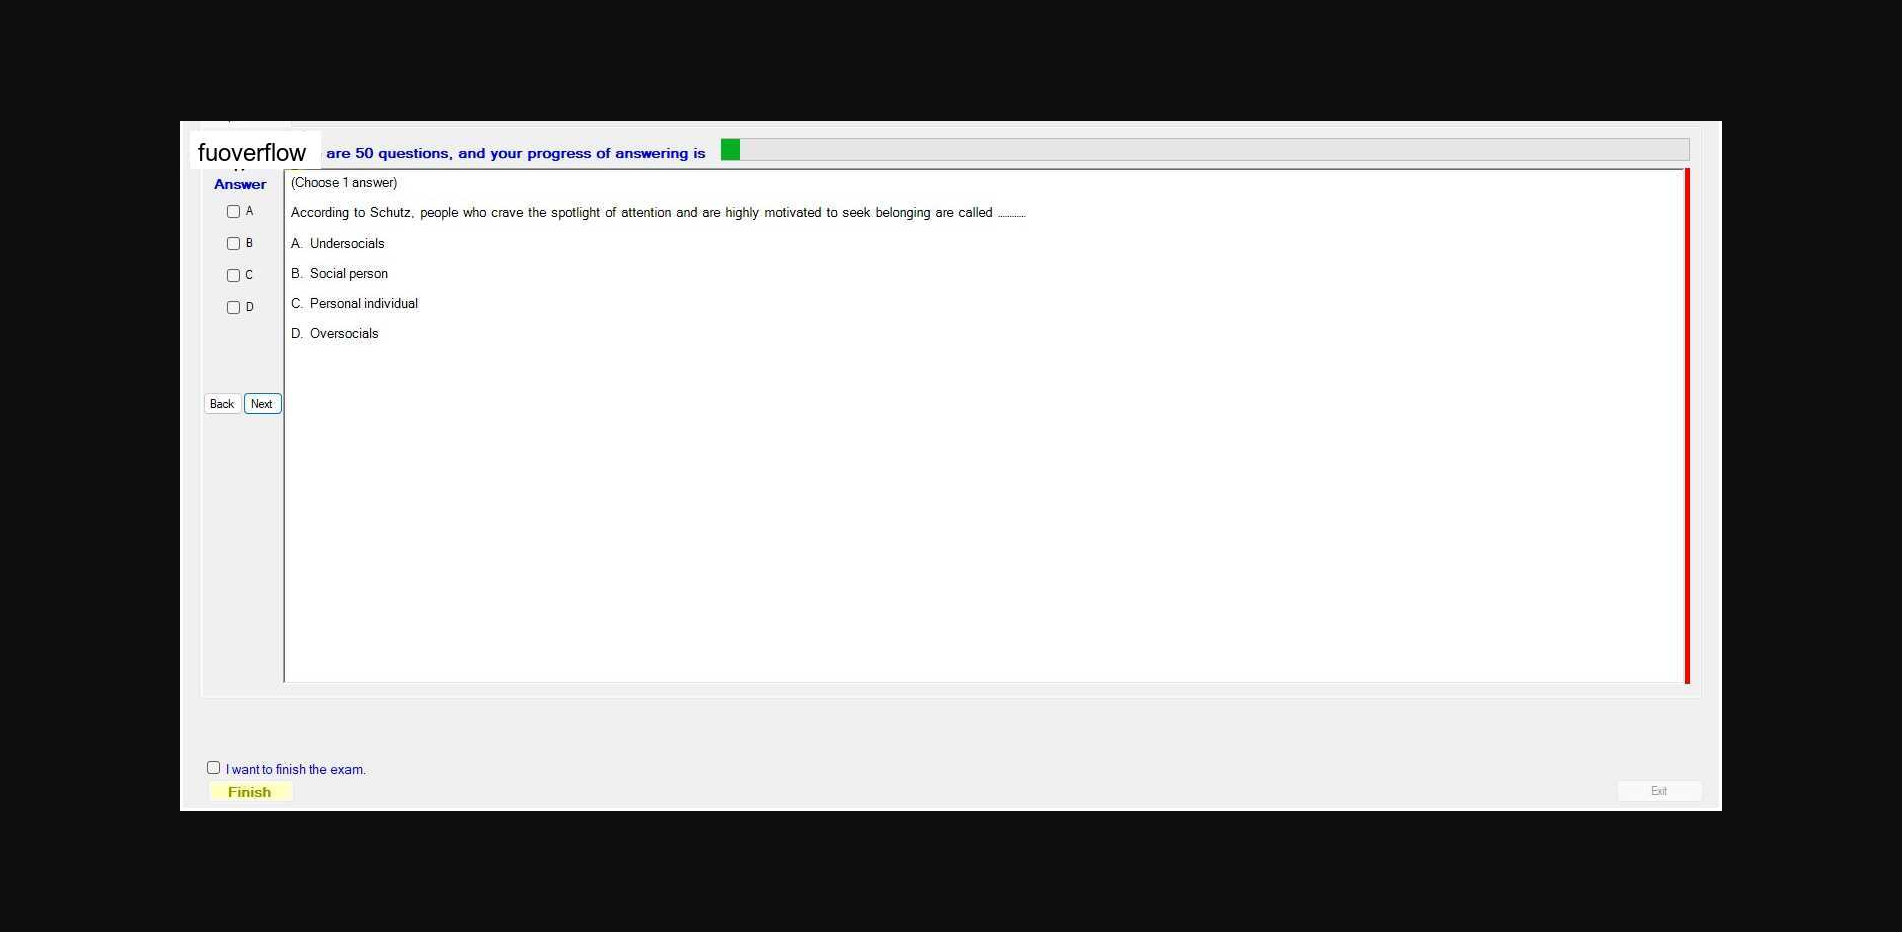 fuoverflow are 50 questions, and your progress of answering is
Answer
(Choose 1 answer)
A
According to Schutz, people who crave the spotlight of attention and are highly motivated to seek belonging are called ..........
B
A. Undersocials
C
B. Social person
D
C. Personal individual
D. Oversocials
Back Next
I want to finish the exam.
Finish
Exit